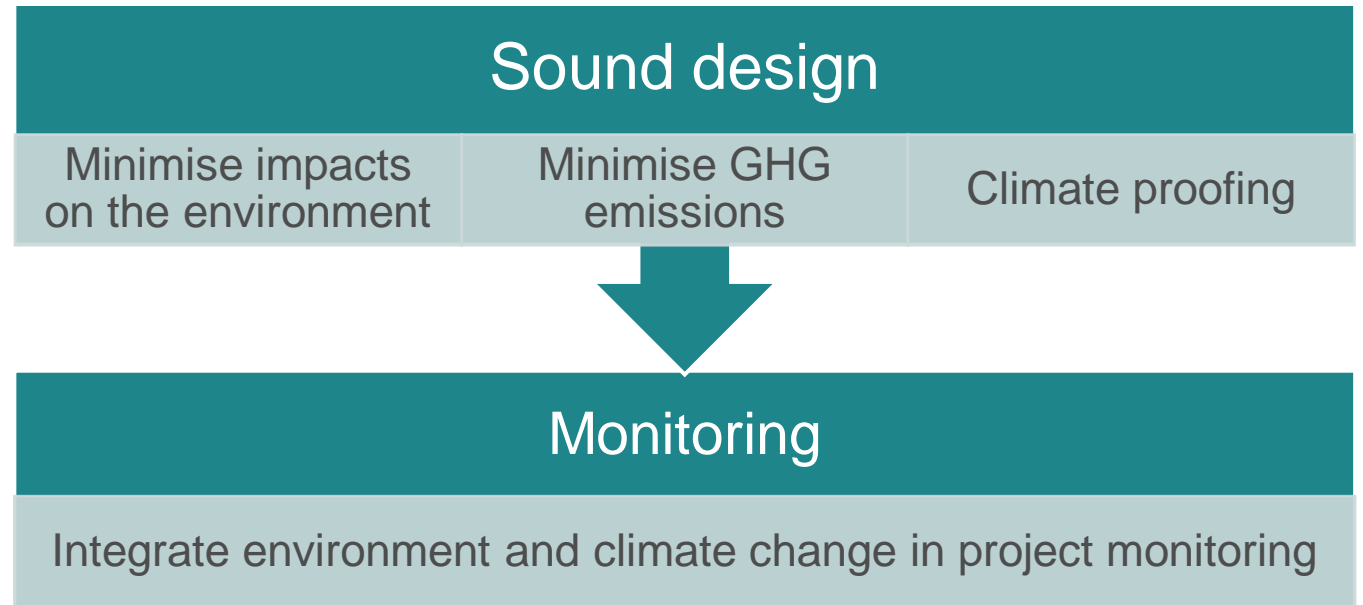 Sound design
Minimise impacts
on the environment
Minimise GHG
emissions
Climate proofing
Monitoring
Integrate environment and climate change in project monitoring